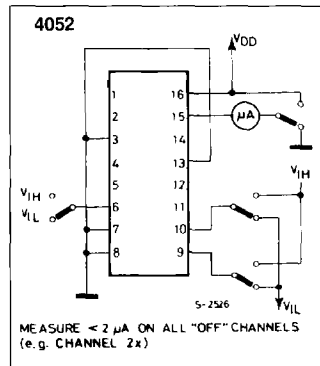 4052
VDD
1 16
2 15 μA
3 14
4 13
5 12
VIH VIH
VIL 6 11
7 10
8 9
S-2526
VIL
MEASURE < 2 μA ON ALL "OFF" CHANNELS
(e.g. CHANNEL 2x)